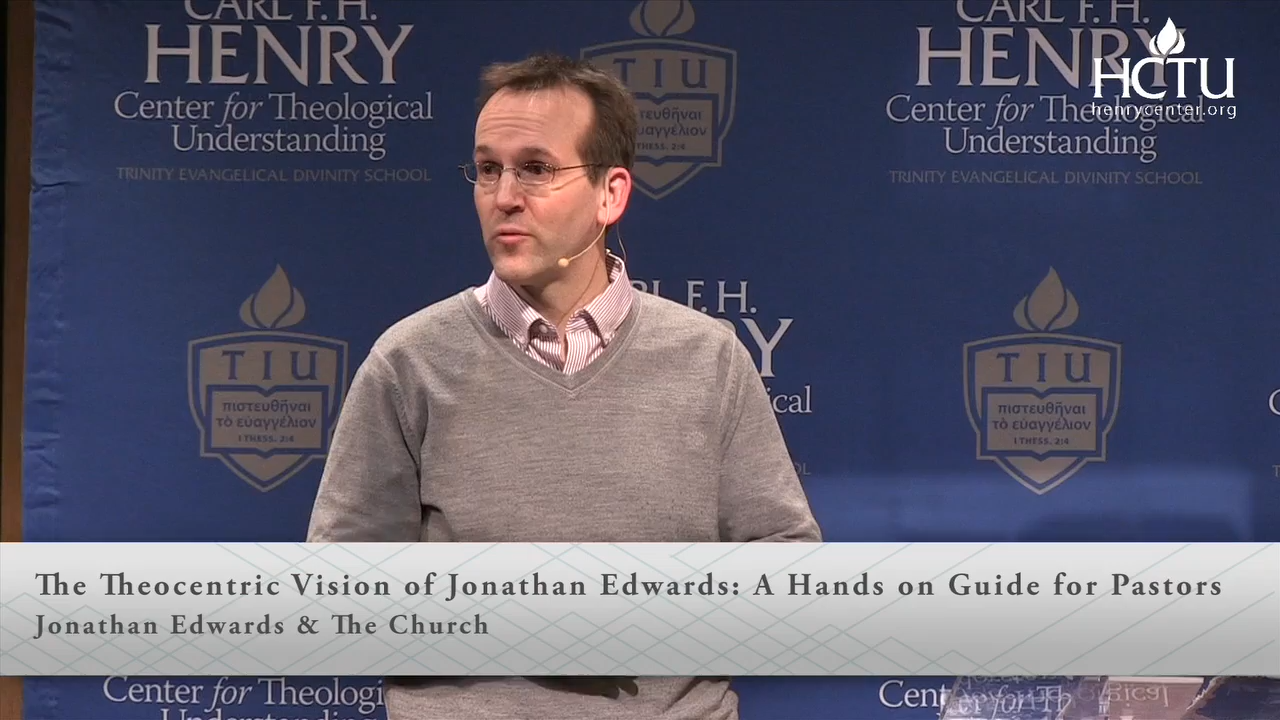 CARL F. H.
HENRY
Center for Theological
Understanding
TRINITY EVANGELICAL DIVINITY SCHOOL
TIU
εὐαγγέλιον
THESS. 2:4
CARL F. H.
HENRY
Center for Theological
Understanding
TRINITY EVANGELICAL DIVINITY SCHOOL
HCTU
henrycenter.org
TIU
πιστευθῆναι
τὸ εὐαγγέλιον
I THESS. 2:4
F. H.
TIU
πιστευθῆναι
τὸ εὐαγγέλιον
I THESS. 2:4
The Theocentric Vision of Jonathan Edwards: A Hands on Guide for Pastors
Jonathan Edwards & The Church
Center for